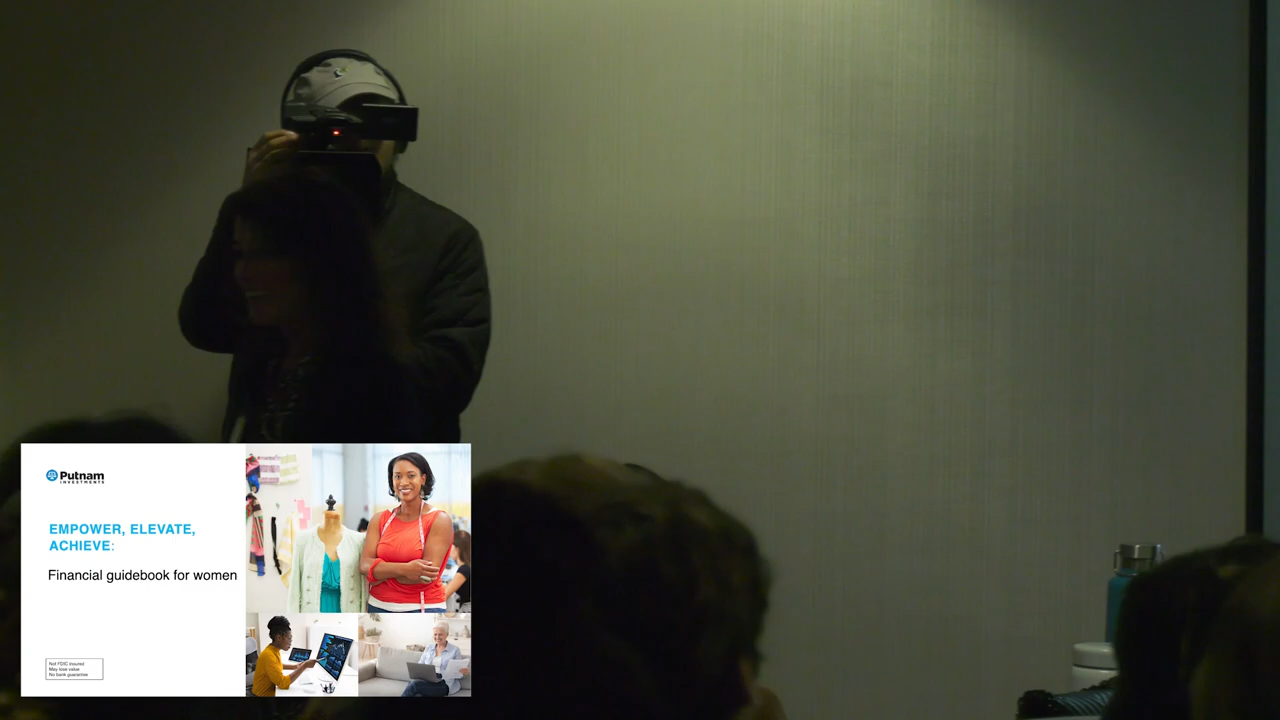 Putnam
INVESTMENTS
EMPOWER, ELEVATE,
ACHIEVE:
Financial guidebook for women
Not FDIC insured
May lose value
No bank guarantee